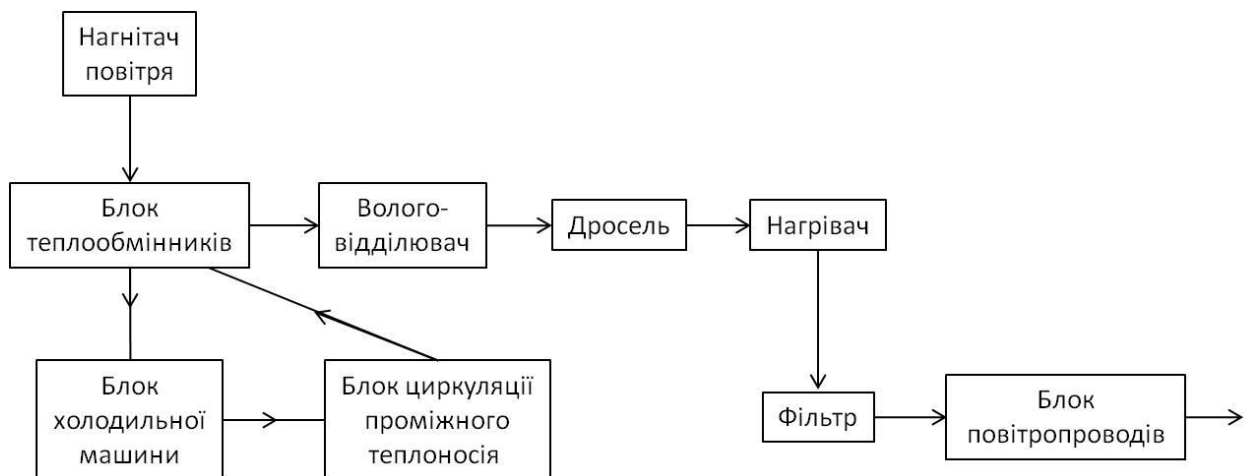 Нагнітач
повітря
Блок
теплообмінників
Волого-
відділювач
Дросель
Нагрівач
Блок
холодильної
машини
Блок циркуляції
проміжного
теплоносія
Фільтр
Блок
повітропроводів